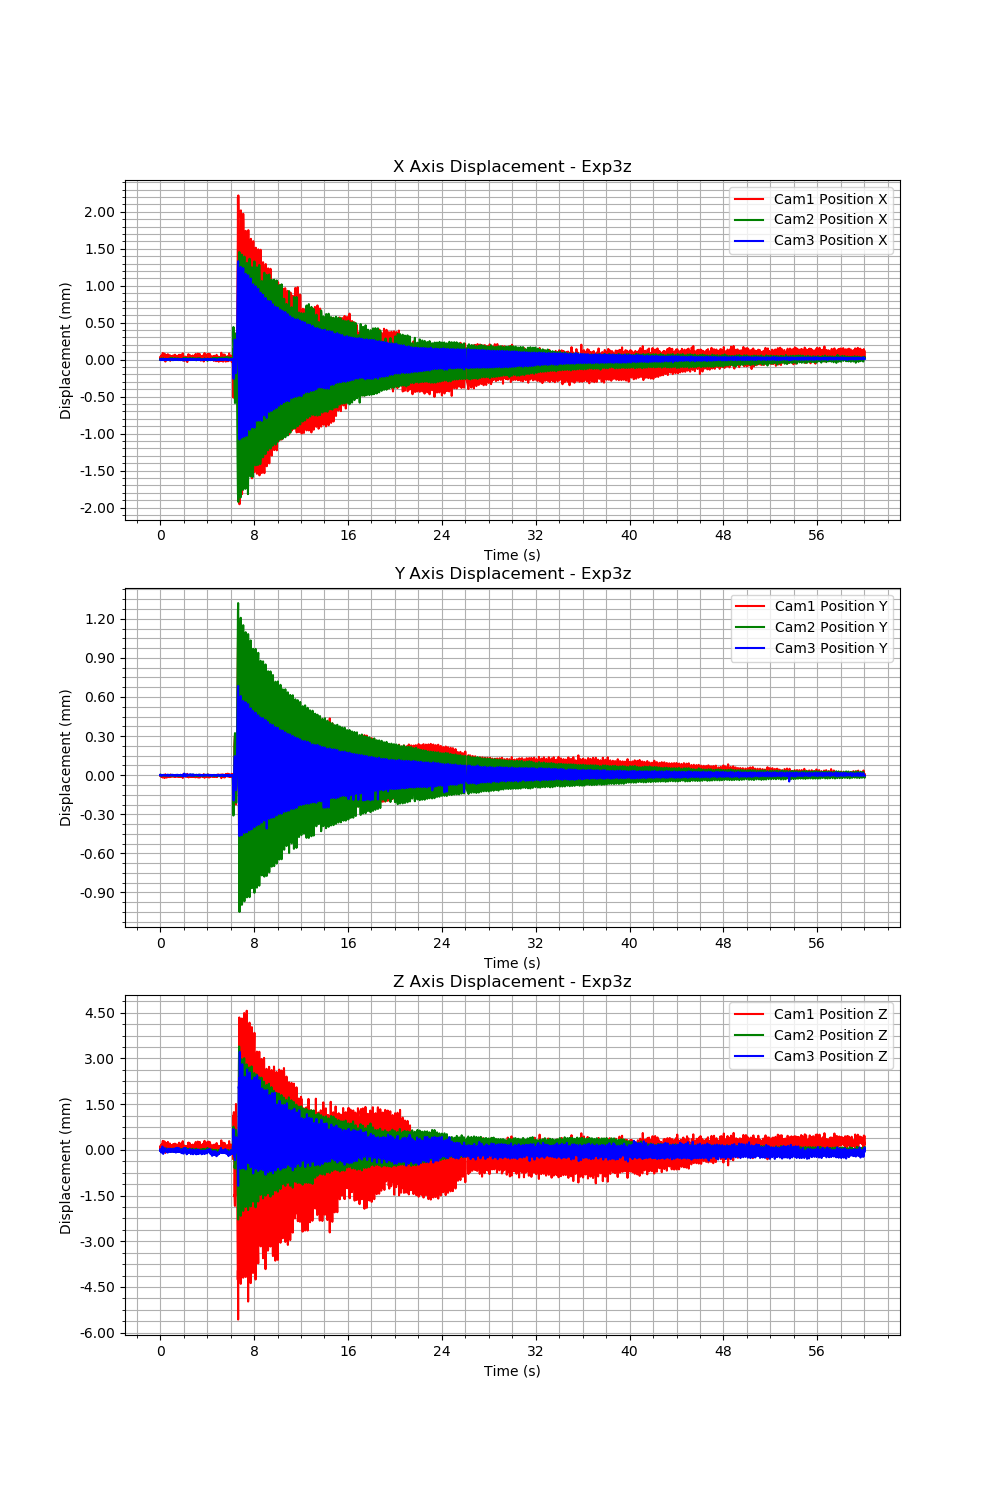 X Axis Displacement - Exp3z
Cam1 Position X
Cam2 Position X
Cam3 Position X
Displacement (mm)
2.00
1.50
1.00
0.50
0.00
-0.50
-1.00
-1.50
-2.00
0 8 16 24 32 40 48 56
Time (s)
Y Axis Displacement - Exp3z
Cam1 Position Y
Cam2 Position Y
Cam3 Position Y
Displacement (mm)
1.20
0.90
0.60
0.30
0.00
-0.30
-0.60
-0.90
0 8 16 24 32 40 48 56
Time (s)
Z Axis Displacement - Exp3z
Cam1 Position Z
Cam2 Position Z
Cam3 Position Z
Displacement (mm)
4.50
3.00
1.50
0.00
-1.50
-3.00
-4.50
-6.00
0 8 16 24 32 40 48 56
Time (s)